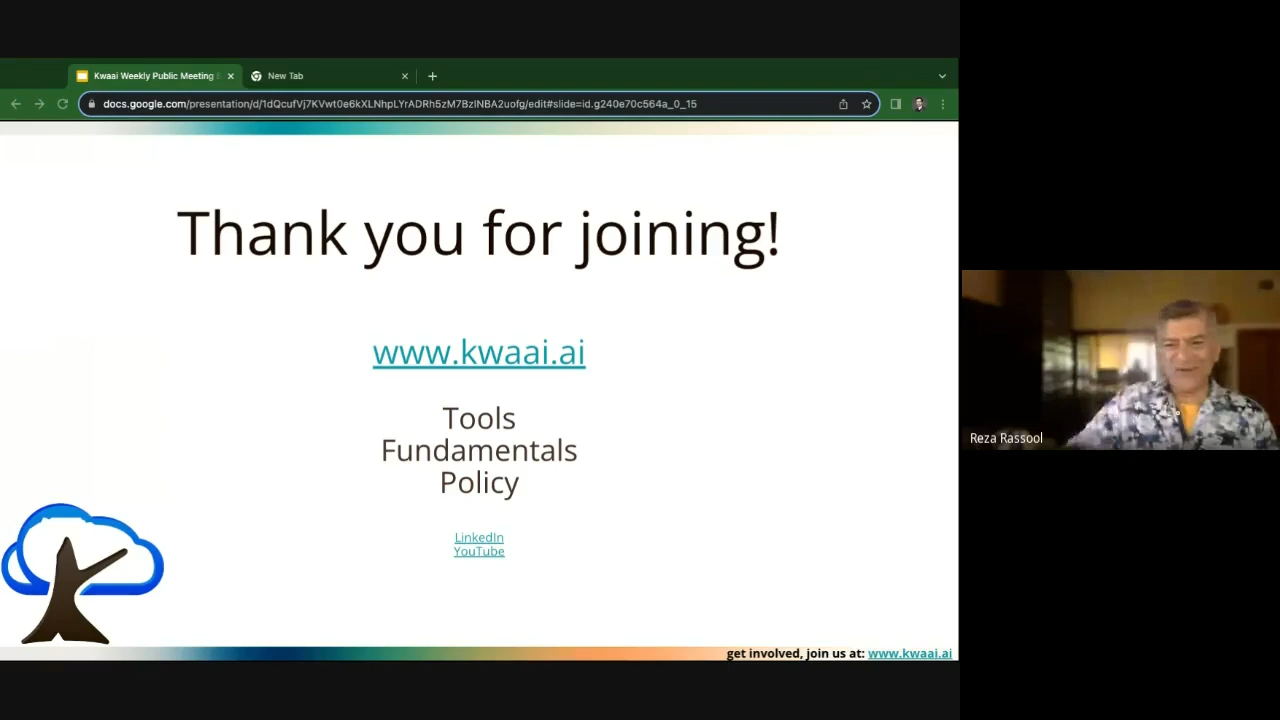 Kwaai Weekly Public Meeting
New Tab
docs.google.com/presentation/d/1dQcufVj7KVwt0e6kXLNhpLYrADRh5zM7BzlNBA2uofg/edit#slide=id.g240e70c564a_0_15
Thank you for joining!
www.kwaai.ai
Tools
Fundamentals
Policy
LinkedIn
YouTube
get involved, join us at: www.kwaai.ai
Reza Rassool